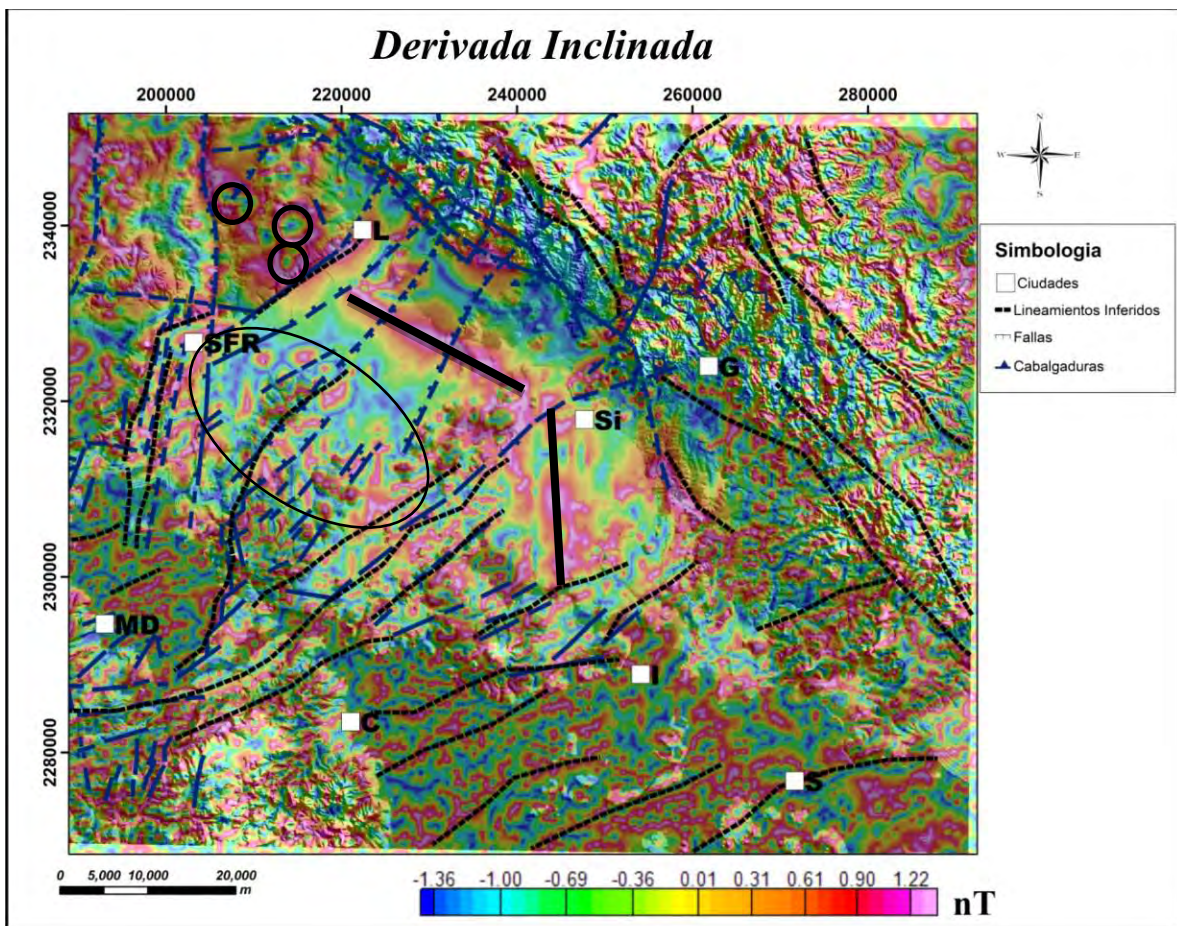 Derivada Inclinada
200000 220000 240000 260000 280000
N
W E
S
2340000
2320000
2300000
2280000
L
SFR
G
Si
MD
I
C
S
Simbologia
Ciudades
Lineamientos Inferidos
Fallas
Cabalgaduras
0 5,000 10,000 20,000
m
-1.36 -1.00 -0.69 -0.36 0.01 0.31 0.61 0.90 1.22 nT